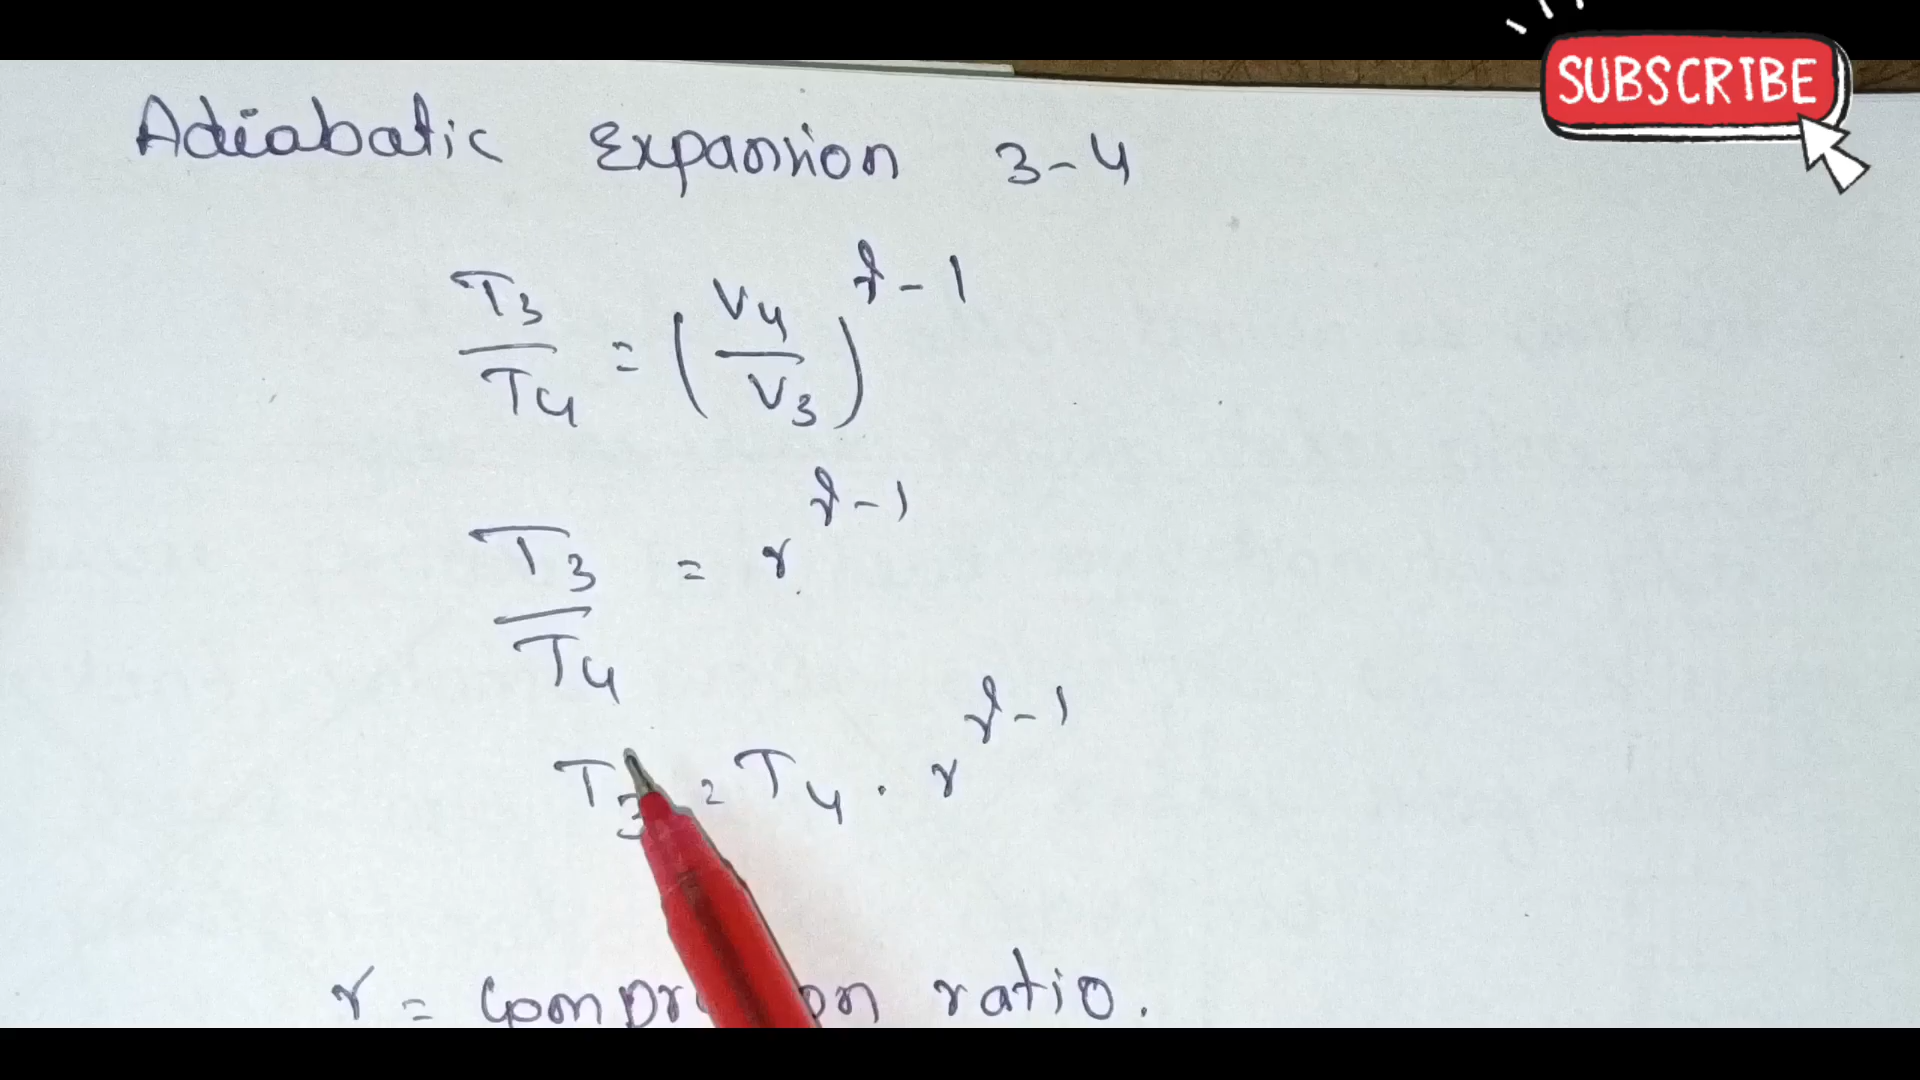 SUBSCRIBE
Adiabatic Expansion 3-4
T3/T4 = (V4/V3)^γ-1
T3/T4 = r^γ-1
T3 = T4 . r^γ-1
r = ratio.